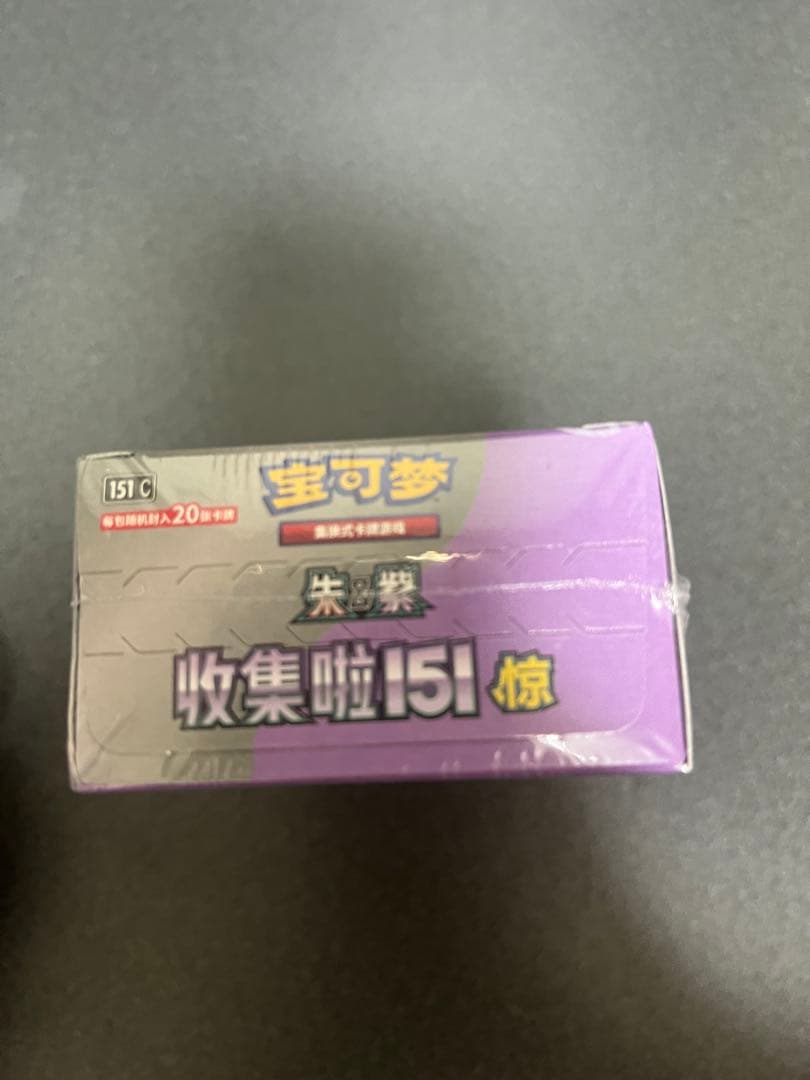 151 C
每包随机封入20张卡牌
宝可梦
集换式卡牌游戏
朱&紫
收集啦151 惊